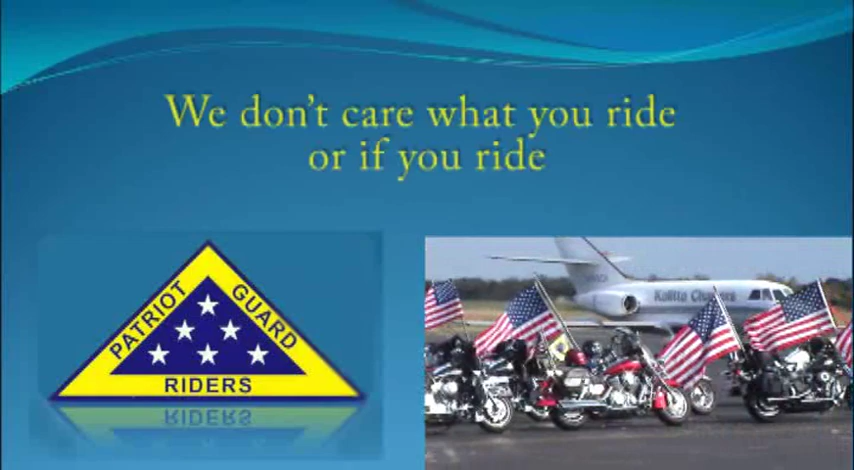 We don't care what you ride
or if you ride
PATRIOT
GUARD
RIDERS
Kalitta Charters